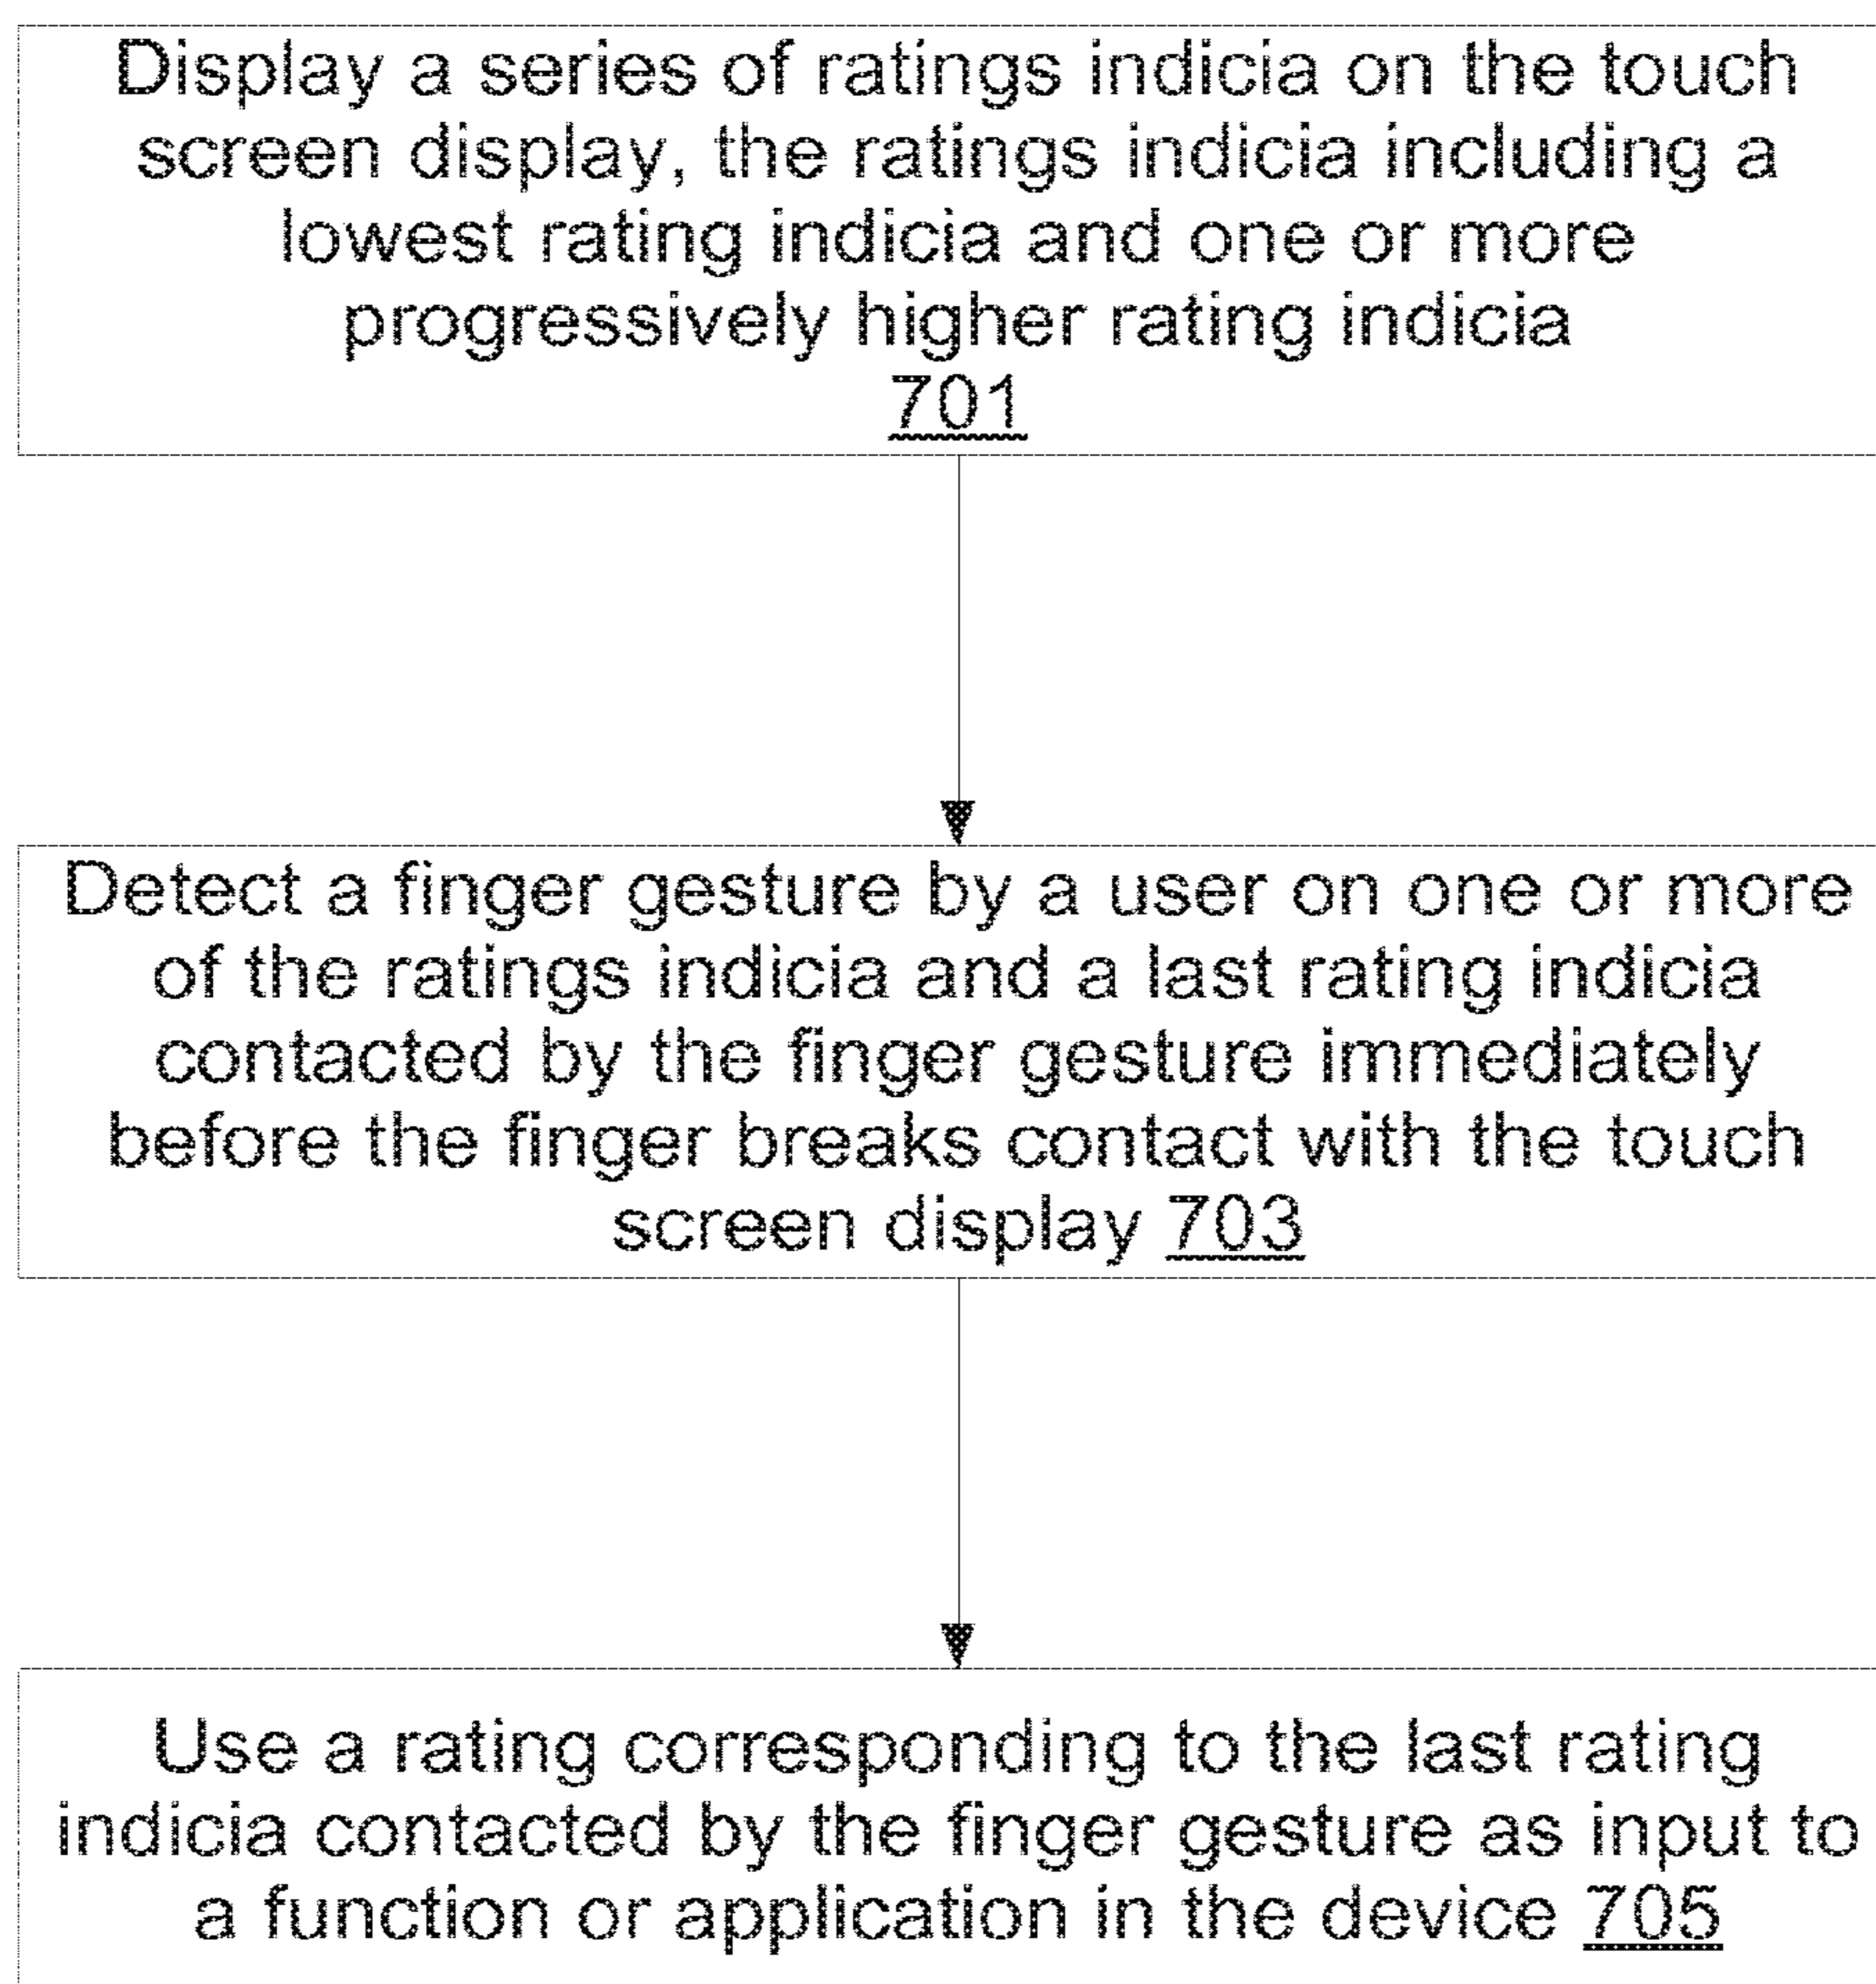 Display a series of ratings indicia on the touch
screen display, the ratings indicia including a
lowest rating indicia and one or more
progressively higher rating indicia
701
Detect a finger gesture by a user on one or more
of the ratings indicia and a last rating indicia
contacted by the finger gesture immediately
before the finger breaks contact with the touch
screen display 703
Use a rating corresponding to the last rating
indicia contacted by the finger gesture as input to
a function or application in the device 705